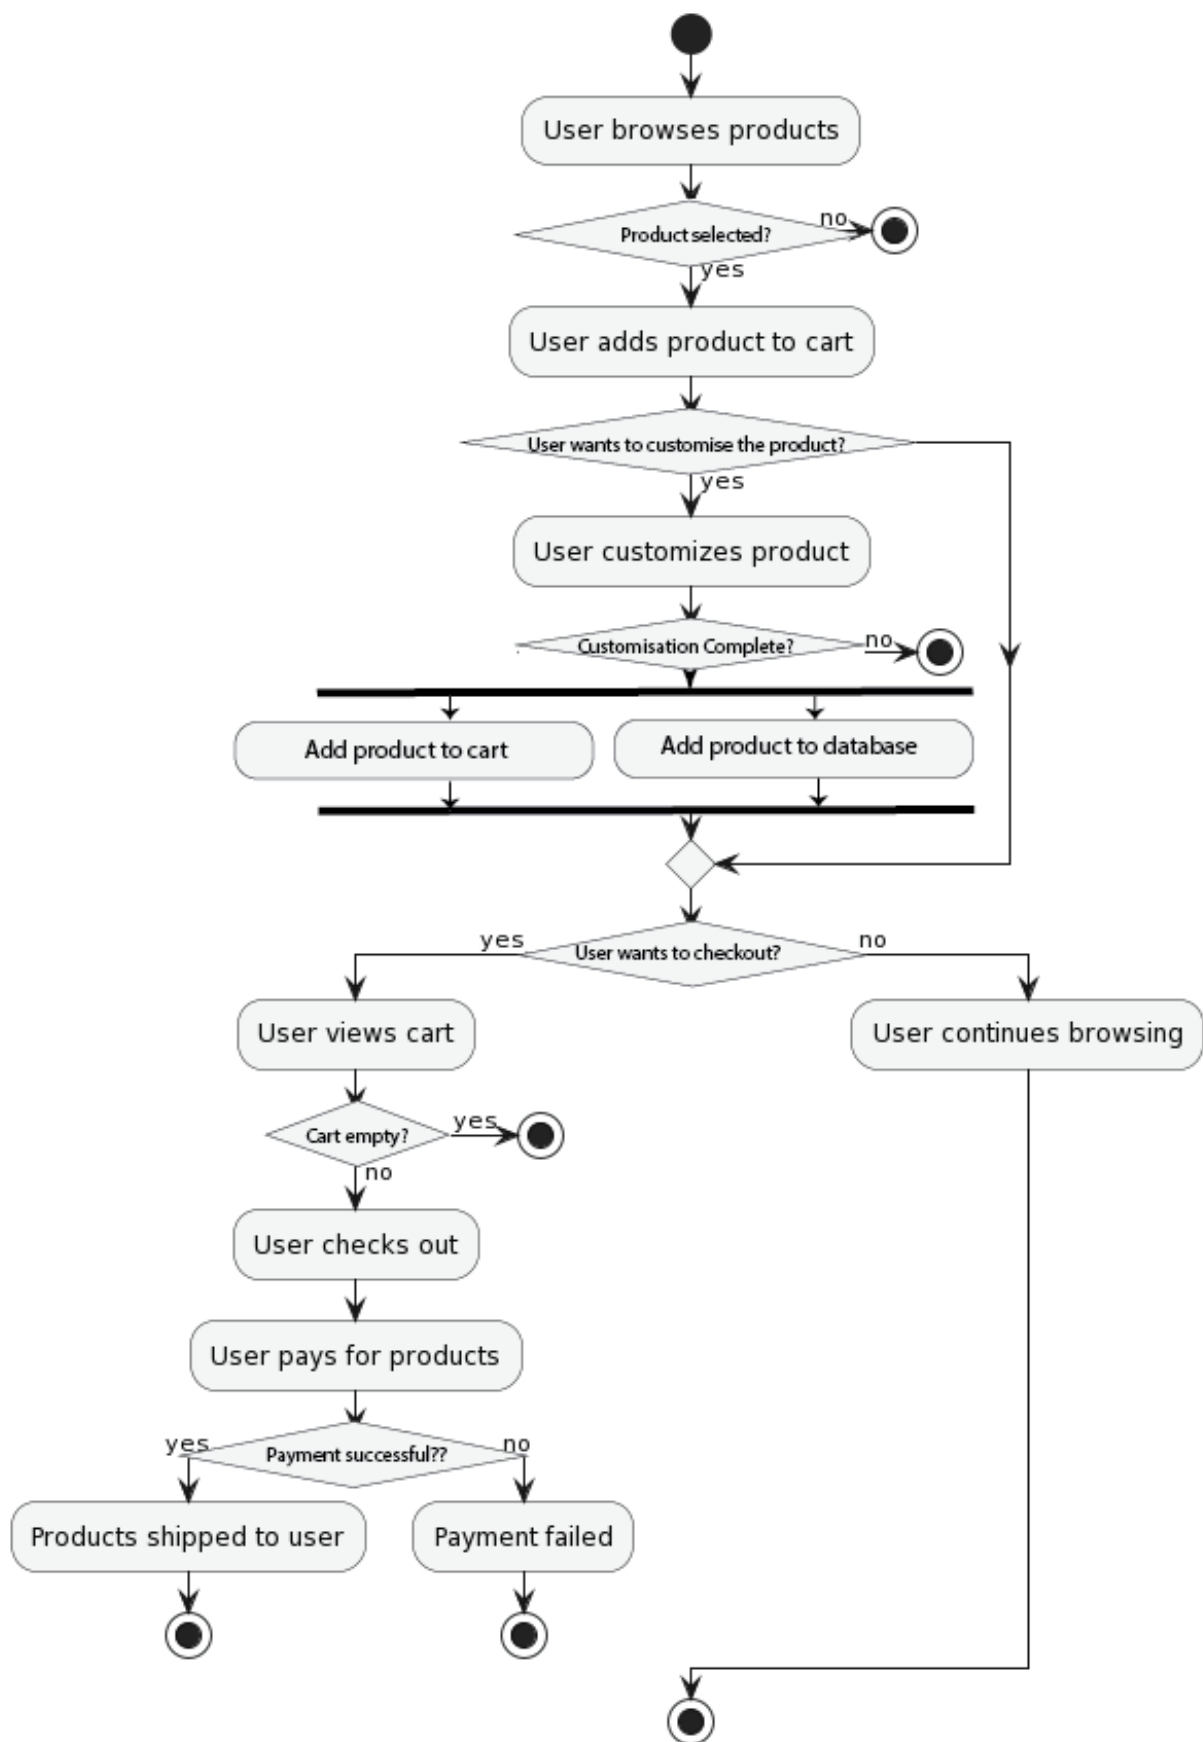 User browses products
Product selected?
no
yes
User adds product to cart
User wants to customise the product?
yes
User customizes product
Customisation Complete?
no
Add product to cart
Add product to database
yes
User wants to checkout?
no
User views cart
User continues browsing
Cart empty?
yes
no
User checks out
User pays for products
yes
Payment successful??
no
Products shipped to user
Payment failed